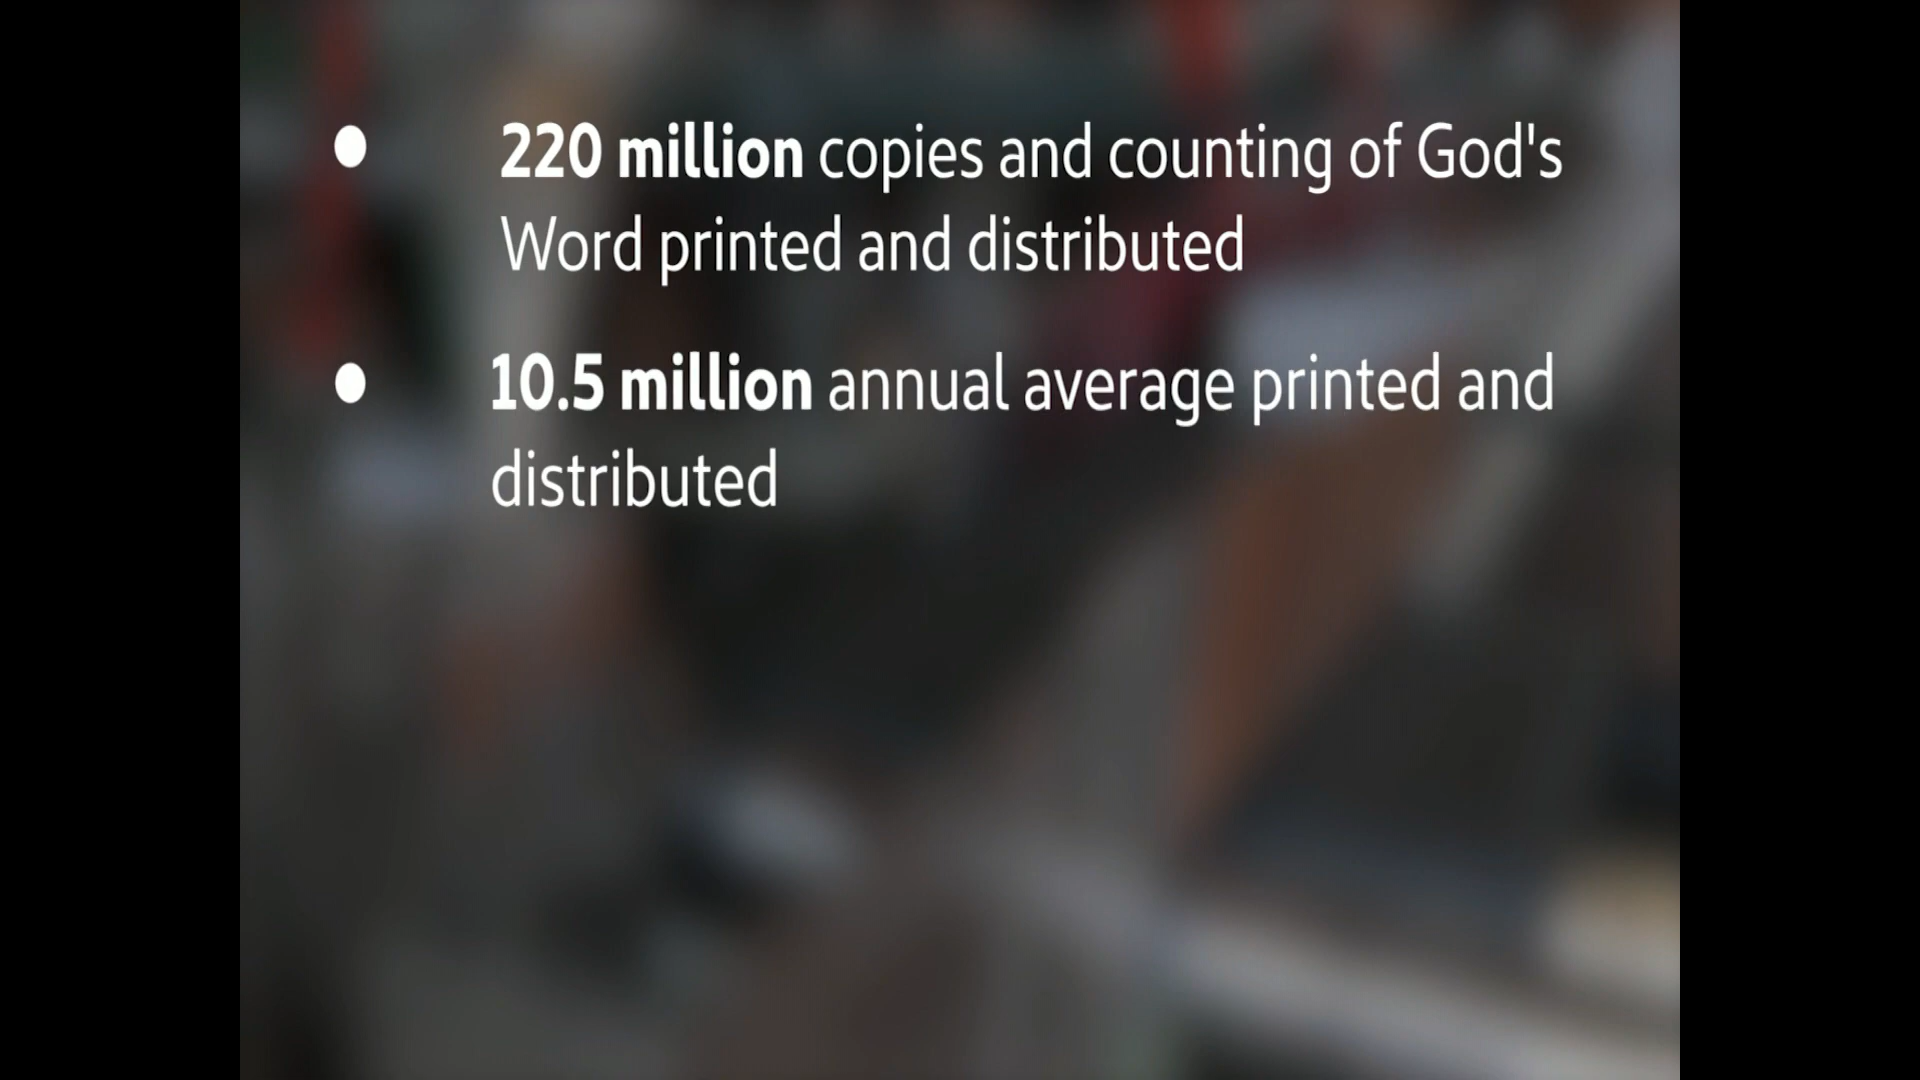 ● 220 million copies and counting of God's
Word printed and distributed
● 10.5 million annual average printed and
distributed